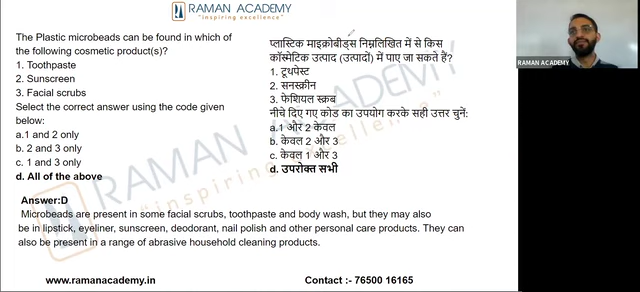 RAMAN ACADEMY
"inspiring excellence"
The Plastic microbeads can be found in which of
the following cosmetic product(s)?
1. Toothpaste
2. Sunscreen
3. Facial scrubs
Select the correct answer using the code given
below:
a.1 and 2 only
b. 2 and 3 only
c. 1 and 3 only
d. All of the above
प्लास्टिक माइक्रोबीड्स निम्नलिखित में से किस
कॉस्मेटिक उत्पाद (उत्पादों) में पाए जा सकते हैं?
1. टूथपेस्ट
2. सनस्क्रीन
3. फेशियल स्क्रब
नीचे दिए गए कोड का उपयोग करके सही उत्तर चुनें:
a.1 और 2 केवल
b. केवल 2 और 3
c. केवल 1 और 3
d. उपरोक्त सभी
Answer:D
Microbeads are present in some facial scrubs, toothpaste and body wash, but they may also
be in lipstick, eyeliner, sunscreen, deodorant, nail polish and other personal care products. They can
also be present in a range of abrasive household cleaning products.
www.ramanacademy.in
Contact :- 76500 16165
RAMAN ACADEMY
"inspiring excellence"
RAMAN ACADEMY